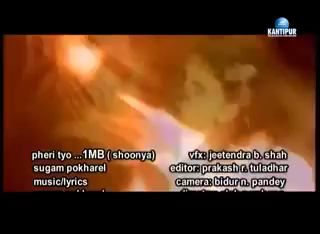 KANTIPUR
pheri tyo ...1MB ( shoonya)
sugam pokharel
music/lyrics
vfx: jeetendra b. shah
editor: prakash r. tuladhar
camera: bidur n. pandey